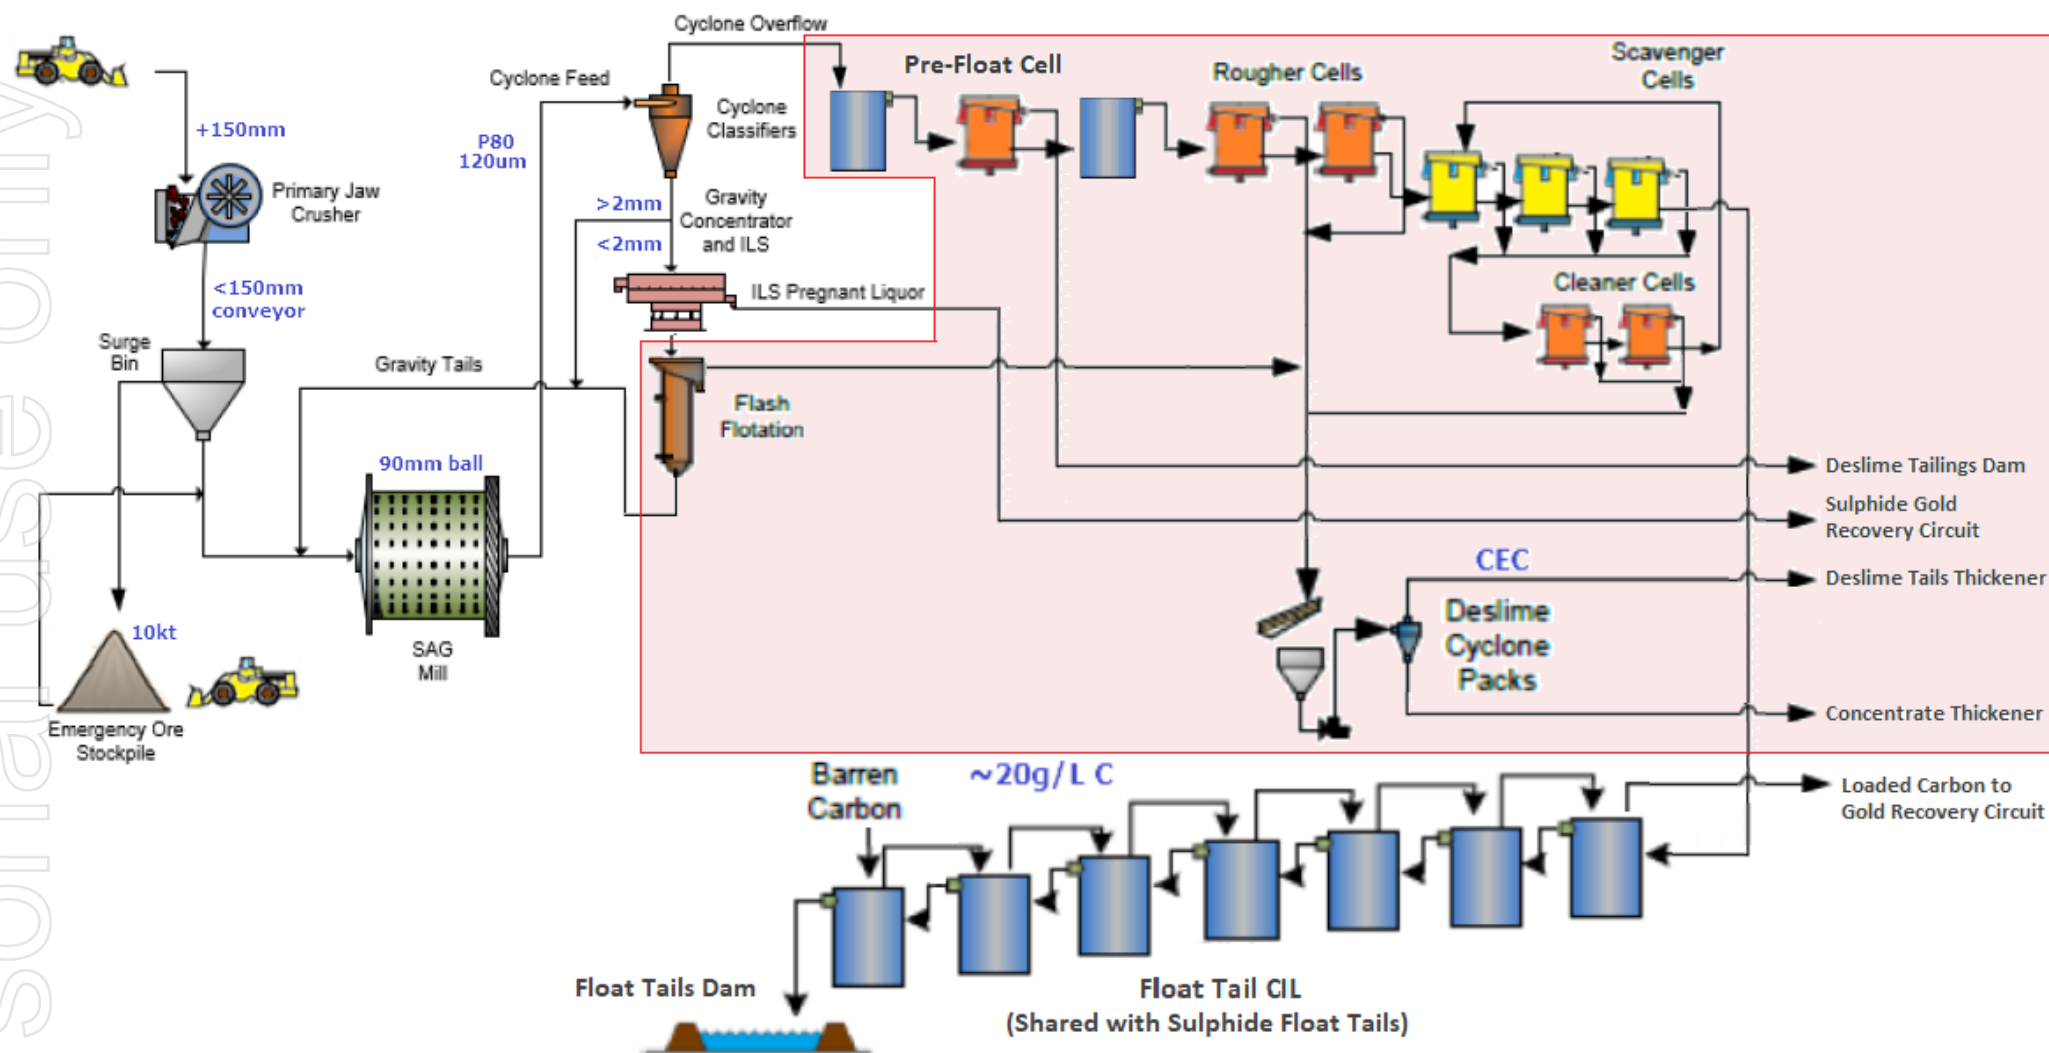 Cyclone Overflow
Pre-Float Cell
Rougher Cells
Scavenger
Cells
Cyclone Feed
Cyclone
Classifiers
+150mm
P80
120um
Primary Jaw
Crusher
>2mm
Gravity
Concentrator
and ILS
<2mm
<150mm
conveyor
ILS Pregnant Liquor
Cleaner Cells
Surge
Bin
Gravity Tails
Flash
Flotation
90mm ball
Deslime Tailings Dam
Sulphide Gold
Recovery Circuit
CEC
Deslime Tails Thickener
Deslime
Cyclone
Packs
10kt
SAG
Mill
Concentrate Thickener
Emergency Ore
Stockpile
Barren
Carbon
~20g/L C
Loaded Carbon to
Gold Recovery Circuit
Float Tails Dam
Float Tail CIL
(Shared with Sulphide Float Tails)
sonal use only